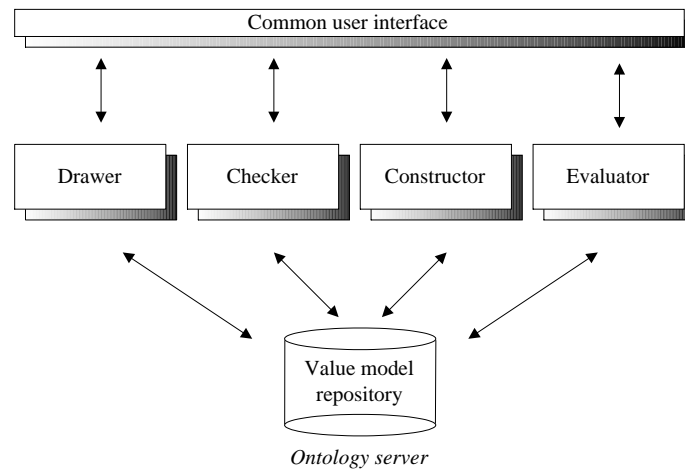 Common user interface
Drawer
Checker
Constructor
Evaluator
Value model
repository
Ontology server